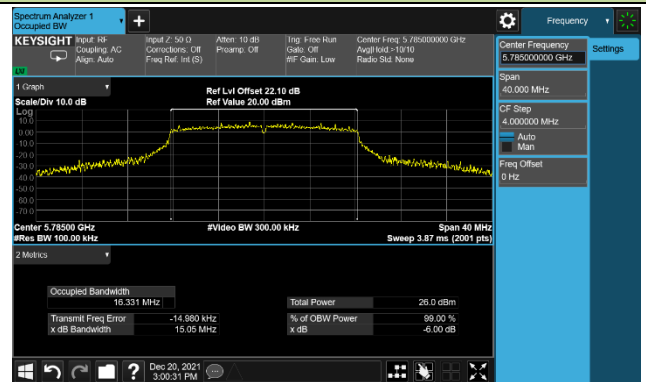 Spectrum Analyzer 1
Occupied BW
Frequency
KEYSIGHT
Input: RF
Coupling: AC
Align: Auto
Input Z: 50 Ω
Corrections: Off
Freq Ref: Int (S)
Atten: 10 dB
Preamp: Off
Trig: Free Run
Gate: Off
#IF Gain: Low
Center Freq: 5.785000000 GHz
Avg|Hold:>10/10
Radio Std: None
LV
Center Frequency
5.785000000 GHz
Settings
Span
40.000 MHz
CF Step
4.000000 MHz
Auto
Man
Freq Offset
0 Hz
1 Graph
Scale/Div 10.0 dB
Ref Lvl Offset 22.10 dB
Ref Value 20.00 dBm
Log
10.0
0.00
-10.0
-20.0
-30.0
-40.0
-50.0
-60.0
-70.0
Center 5.78500 GHz
#Res BW 100.00 kHz
#Video BW 300.00 kHz
Span 40 MHz
Sweep 3.87 ms (2001 pts)
2 Metrics
Occupied Bandwidth
16.331 MHz
Total Power 26.0 dBm
Transmit Freq Error -14.980 kHz
% of OBW Power 99.00 %
x dB Bandwidth 15.05 MHz
x dB -6.00 dB
?
Dec 20, 2021
3:00:31 PM